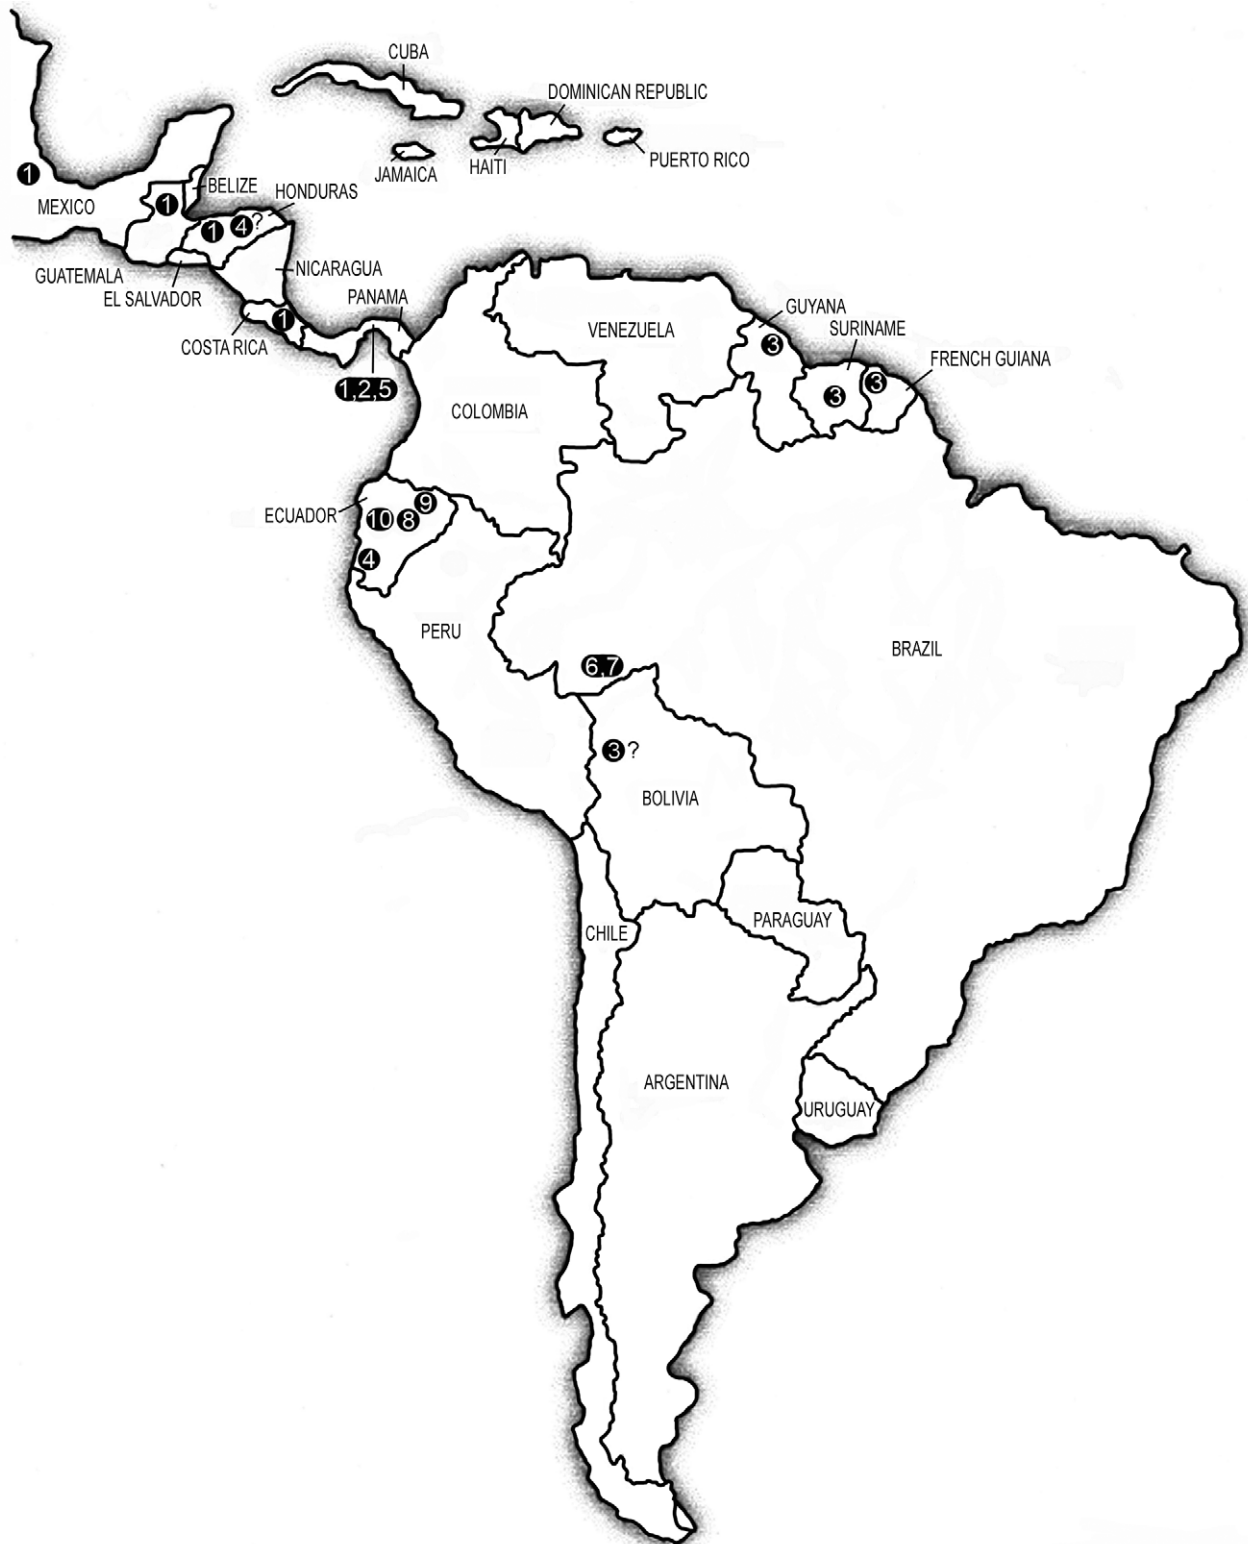 CUBA
DOMINICAN REPUBLIC
HAITI
PUERTO RICO
JAMAICA
1
MEXICO
BELIZE
1
HONDURAS
1
4?
GUATEMALA
EL SALVADOR
NICARAGUA
PANAMA
COSTA RICA
1
1,2,5
VENEZUELA
GUYANA
3
SURINAME
3
FRENCH GUIANA
3
COLOMBIA
ECUADOR
9
10
8
4
PERU
BRAZIL
6,7
3?
BOLIVIA
PARAGUAY
CHILE
ARGENTINA
URUGUAY